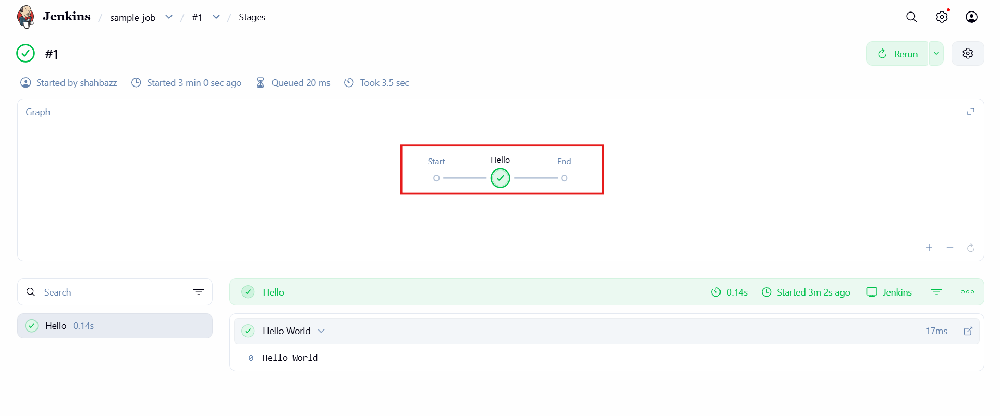 Jenkins / sample-job / #1 / Stages
#1
Rerun
Started by shahbazz Started 3 min 0 sec ago Queued 20 ms Took 3.5 sec
Graph
Start Hello End
Search
Hello 0.14s Started 3m 2s ago Jenkins
Hello 0.14s
Hello World 17ms
0 Hello World